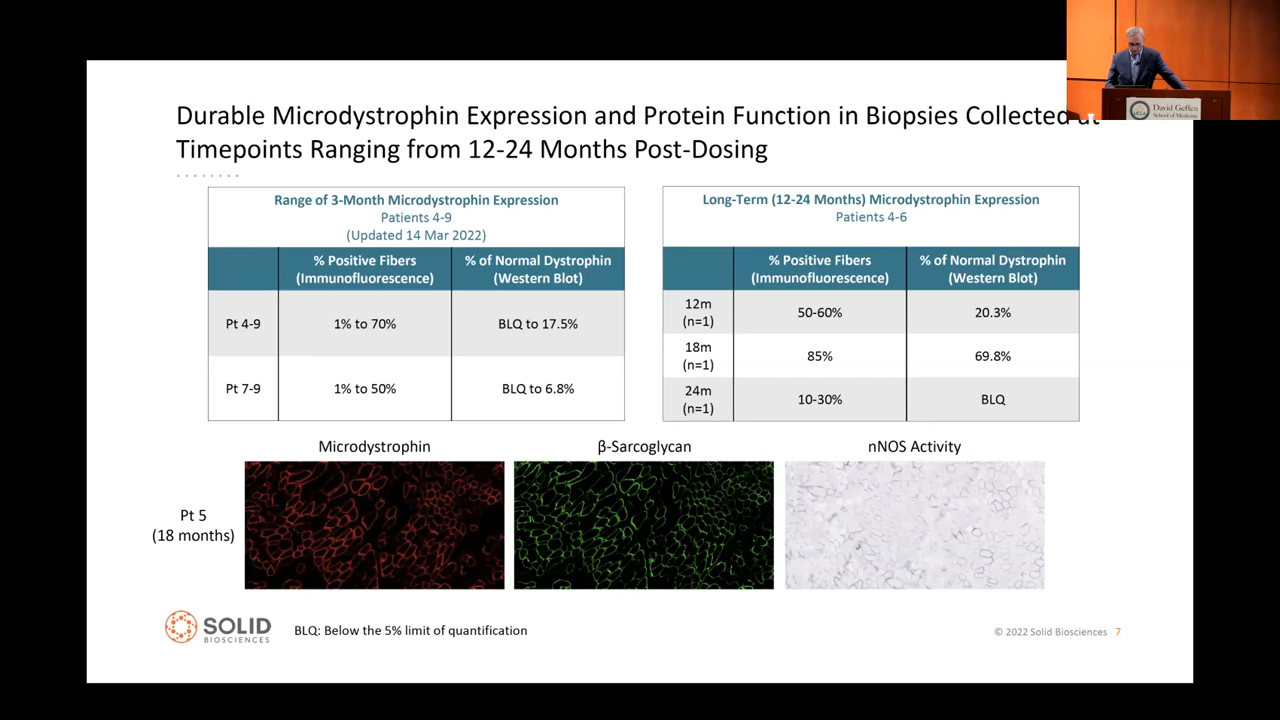 Durable Microdystrophin Expression and Protein Function in Biopsies Collected at
Timepoints Ranging from 12-24 Months Post-Dosing
Range of 3-Month Microdystrophin Expression
Patients 4-9
(Updated 14 Mar 2022)
% Positive Fibers
(Immunofluorescence)
% of Normal Dystrophin
(Western Blot)
Pt 4-9
1% to 70%
BLQ to 17.5%
Pt 7-9
1% to 50%
BLQ to 6.8%
Long-Term (12-24 Months) Microdystrophin Expression
Patients 4-6
% Positive Fibers
(Immunofluorescence)
% of Normal Dystrophin
(Western Blot)
12m
(n=1)
50-60%
20.3%
18m
(n=1)
85%
69.8%
24m
(n=1)
10-30%
BLQ
Microdystrophin
β-Sarcoglycan
nNOS Activity
Pt 5
(18 months)
SOLID
BIOSCIENCES
BLQ: Below the 5% limit of quantification
© 2022 Solid Biosciences 7
David Geffen
School of Medicine
UCLA